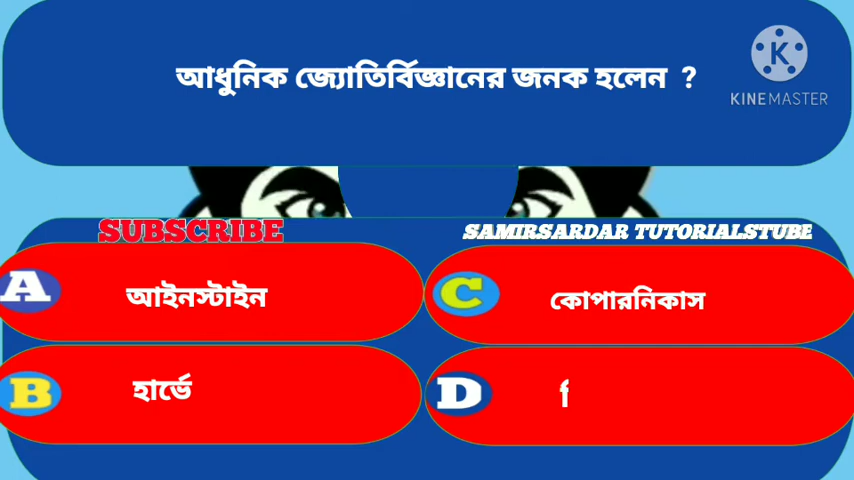 আধুনিক জ্যোতির্বিজ্ঞানের জনক হলেন ?
K
KINEMASTER
SUBSCRIBE
SAMIRSARDAR TUTORIALSTUBE
A আইনস্টাইন
C কোপারনিকাস
B হার্ভে
D